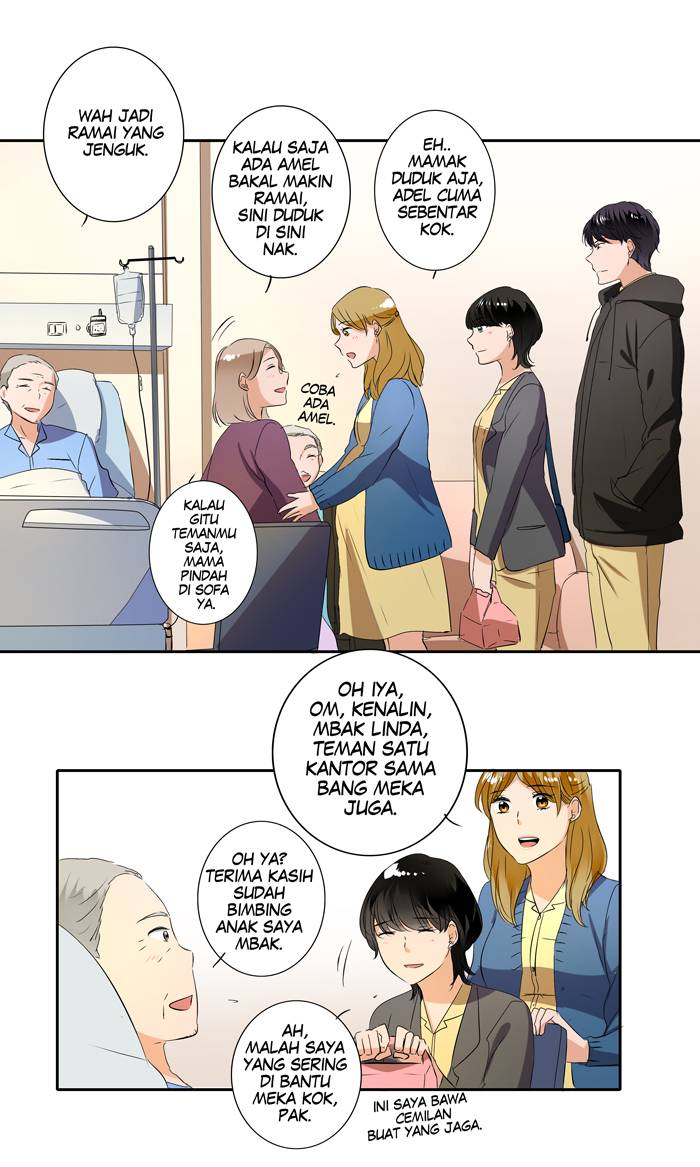 WAH JADI
RAMAI YANG
JENGUK.
KALAU SAJA
ADA AMEL
BAKAL MAKIN
RAMAI,
SINI DUDUK
DI SINI
NAK.
EH..
MAMAK
DUDUK AJA,
ADEL CUMA
SEBENTAR
KOK.
COBA
ADA
AMEL.
KALAU
GITU
TEMANMU
SAJA,
MAMA
PINDAH
DI SOFA
YA.
OH IYA,
OM, KENALIN,
MBAK LINDA,
TEMAN SATU
KANTOR SAMA
BANG MEKA
JUGA.
OH YA?
TERIMA KASIH
SUDAH
BIMBING
ANAK SAYA
MBAK.
AH,
MALAH SAYA
YANG SERING
DI BANTU
MEKA KOK,
PAK.
INI SAYA BAWA
CEMILAN
BUAT YANG JAGA.